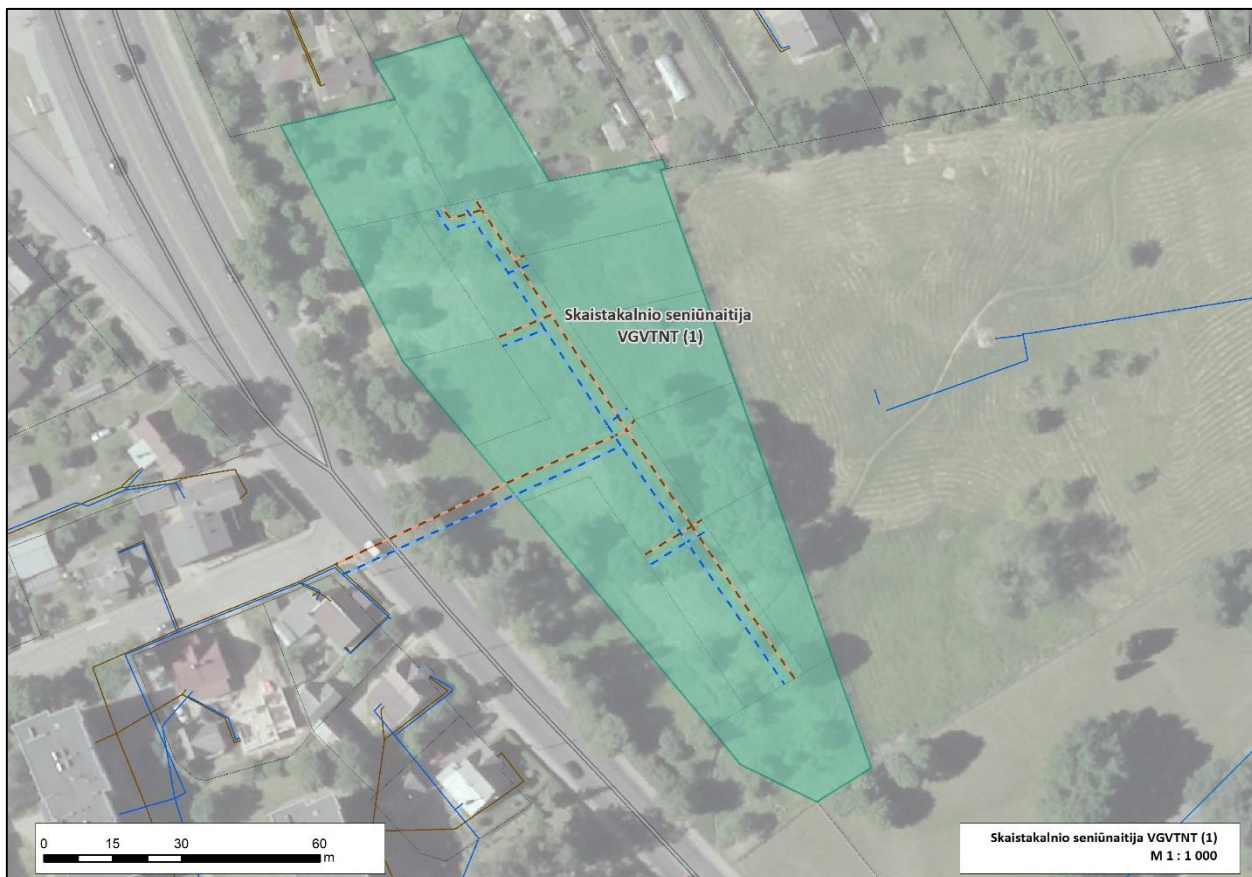 Skaistakalnio seniūnaitija
VGVTNT (1)
0 15 30 60
m
Skaistakalnio seniūnaitija VGVTNT (1)
M 1 : 1 000